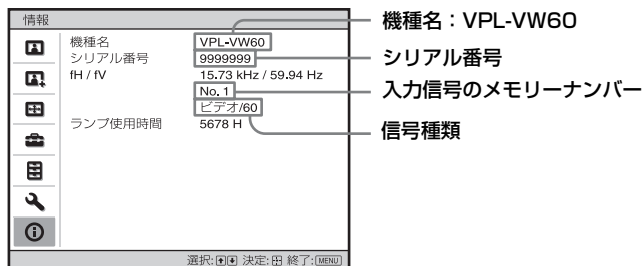 情報
機種名 VPL-VW60
シリアル番号 9999999
fH / fV 15.73 kHz / 59.94 Hz
No. 1
ビデオ/60
ランプ使用時間 5678 H
選択: 決定: 終了: MENU
機種名：VPL-VW60
シリアル番号
入力信号のメモリーナンバー
信号種類